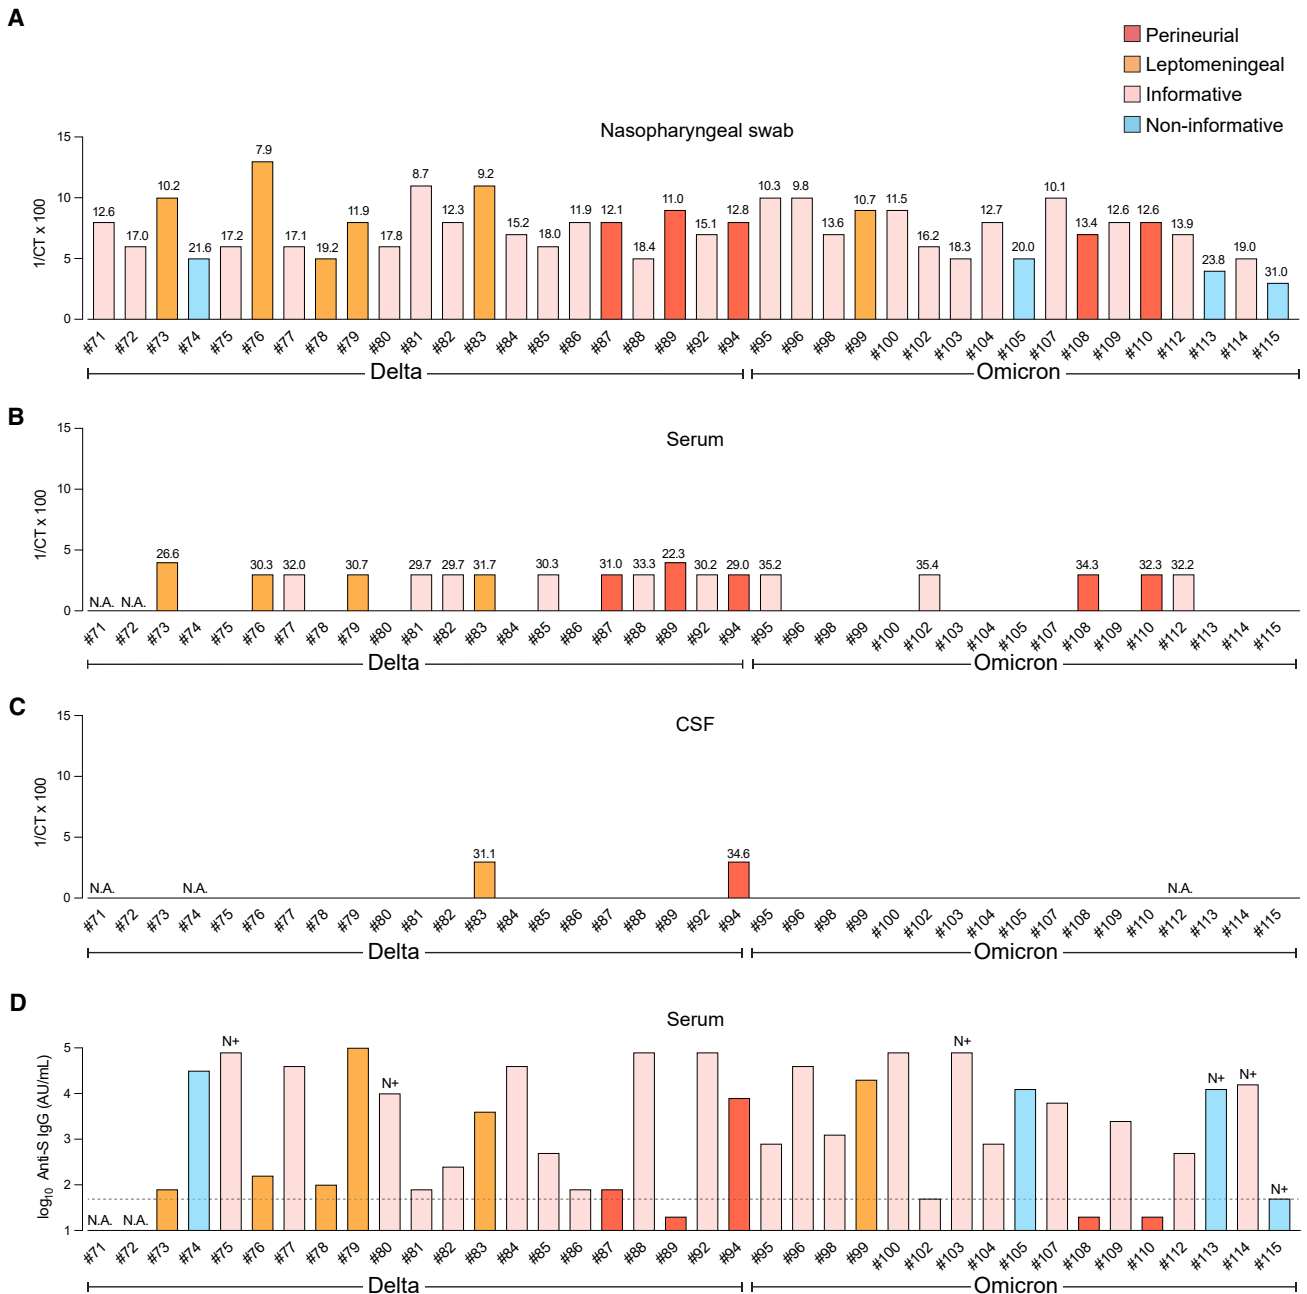 A
Perineurial
Leptomeningeal
Informative
Non-informative
Nasopharyngeal swab
1/CT x 100
15
10
5
0
12.6 17.0 10.2 21.6 17.2 7.9 17.1 19.2 11.9 17.8 8.7 12.3 9.2 15.2 18.0 11.9 12.1 18.4 11.0 15.1 12.8 10.3 9.8 13.6 10.7 11.5 16.2 18.3 12.7 20.0 10.1 13.4 12.6 12.6 13.9 23.8 19.0 31.0
#71 #72 #73 #74 #75 #76 #77 #78 #79 #80 #81 #82 #83 #84 #85 #86 #87 #88 #89 #92 #94 #95 #96 #98 #99 #100 #102 #103 #104 #105 #107 #108 #109 #110 #112 #113 #114 #115
Delta Omicron
B
Serum
1/CT x 100
15
10
5
0
N.A. N.A. 26.6 30.3 32.0 30.7 29.7 29.7 31.7 30.3 31.0 33.3 22.3 30.2 29.0 35.2 35.4 34.3 32.3 32.2
#71 #72 #73 #74 #75 #76 #77 #78 #79 #80 #81 #82 #83 #84 #85 #86 #87 #88 #89 #92 #94 #95 #96 #98 #99 #100 #102 #103 #104 #105 #107 #108 #109 #110 #112 #113 #114 #115
Delta Omicron
C
CSF
1/CT x 100
15
10
5
0
N.A. N.A. 31.1 34.6 N.A.
#71 #72 #73 #74 #75 #76 #77 #78 #79 #80 #81 #82 #83 #84 #85 #86 #87 #88 #89 #92 #94 #95 #96 #98 #99 #100 #102 #103 #104 #105 #107 #108 #109 #110 #112 #113 #114 #115
Delta Omicron
D
Serum
log10 Anti-S IgG (AU/mL)
5
4
3
2
1
N.A. N.A. N+ N+ N+ N+ N+ N+
#71 #72 #73 #74 #75 #76 #77 #78 #79 #80 #81 #82 #83 #84 #85 #86 #87 #88 #89 #92 #94 #95 #96 #98 #99 #100 #102 #103 #104 #105 #107 #108 #109 #110 #112 #113 #114 #115
Delta Omicron